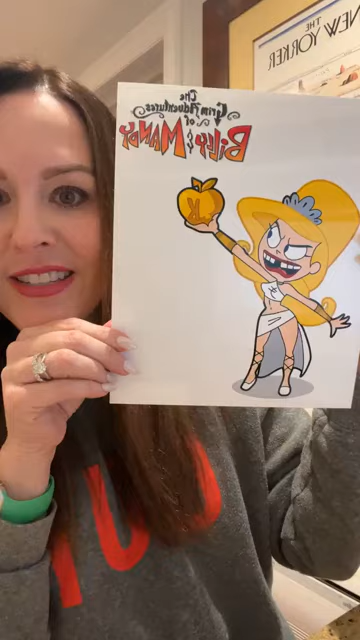 THE
NEW YORKER
The
Grim Adventures
of
Billy & Mandy